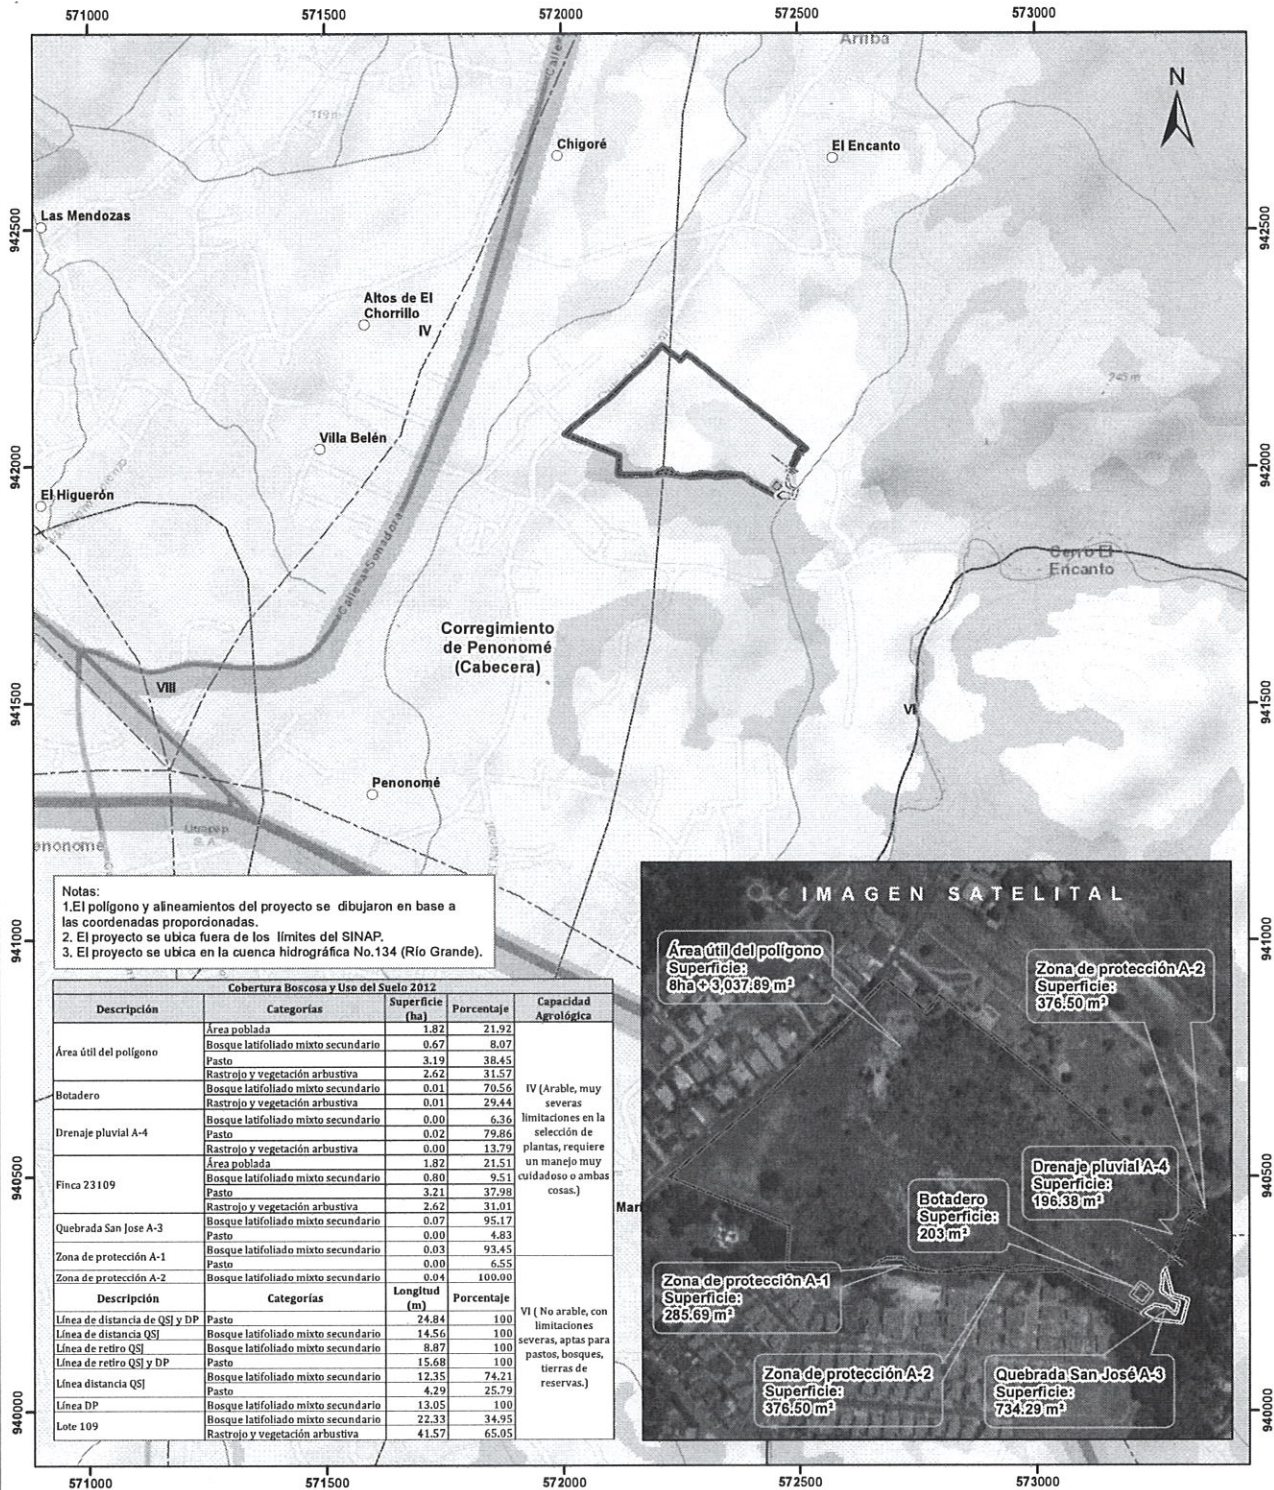 571000 571500 572000 572500 573000
Arriba
N
Calle
719 m
Chigoré
El Encanto
Las Mendozas
942500 942500
Altos de El
Chorrillo
IV
245 m
Villa Belén
942000 942000
El Higuerón
Callesa Sonadora
Cerro El
Encanto
Corregimiento
de Penonomé
(Cabecera)
VIII
VI
941500 941500
Penonomé
S.A.
enonomé
Notas:
1.El polígono y alineamientos del proyecto se dibujaron en base a
las coordenadas proporcionadas.
2. El proyecto se ubica fuera de los límites del SINAP.
3. El proyecto se ubica en la cuenca hidrográfica No.134 (Río Grande).
941000 941000
Cobertura Boscosa y Uso del Suelo 2012
Descripción Categorías Superficie (ha) Porcentaje Capacidad Agrológica
Área útil del polígono Área poblada 1.82 21.92
Bosque latifoliado mixto secundario 0.67 8.07
Pasto 3.19 38.45
Rastrojo y vegetación arbustiva 2.62 31.57
Botadero Bosque latifoliado mixto secundario 0.01 70.56
Rastrojo y vegetación arbustiva 0.01 29.44
Drenaje pluvial A-4 Bosque latifoliado mixto secundario 0.00 6.36
Pasto 0.02 79.86
Rastrojo y vegetación arbustiva 0.00 13.79
Finca 23109 Área poblada 1.82 21.51
Bosque latifoliado mixto secundario 0.80 9.51
Pasto 3.21 37.98
Rastrojo y vegetación arbustiva 2.62 31.01
Quebrada San Jose A-3 Bosque latifoliado mixto secundario 0.07 95.17
Pasto 0.00 4.83
Zona de protección A-1 Bosque latifoliado mixto secundario 0.03 93.45
Pasto 0.00 6.55
Zona de protección A-2 Bosque latifoliado mixto secundario 0.04 100.00
IV (Arable, muy
severas
limitaciones en la
selección de
plantas, requiere
un manejo muy
cuidadoso o ambas
cosas.)
Descripción Categorías Longitud (m) Porcentaje
Línea de distancia de QSJ y DP Pasto 24.84 100
Línea de distancia QSJ Bosque latifoliado mixto secundario 14.56 100
Línea de retiro QSJ Bosque latifoliado mixto secundario 8.87 100
Línea de retiro QSJ y DP Pasto 15.68 100
Línea distancia QSJ Bosque latifoliado mixto secundario 12.35 74.21
Pasto 4.29 25.79
Línea DP Bosque latifoliado mixto secundario 13.05 100
Lote 109 Bosque latifoliado mixto secundario 22.33 34.95
Rastrojo y vegetación arbustiva 41.57 65.05
VI ( No arable, con
limitaciones
severas, aptas para
pastos, bosques,
tierras de
reservas.)
Mari
IMAGEN SATELITAL
Área útil del polígono
Superficie:
8ha + 3,037.89 m²
Zona de protección A-2
Superficie:
376.50 m²
Drenaje pluvial A-4
Superficie:
196.38 m²
Botadero
Superficie:
203 m²
Zona de protección A-1
Superficie:
285.69 m²
Zona de protección A-2
Superficie:
376.50 m²
Quebrada San José A-3
Superficie:
734.29 m²
940500 940500
940000 940000
571000 571500 572000 572500 573000